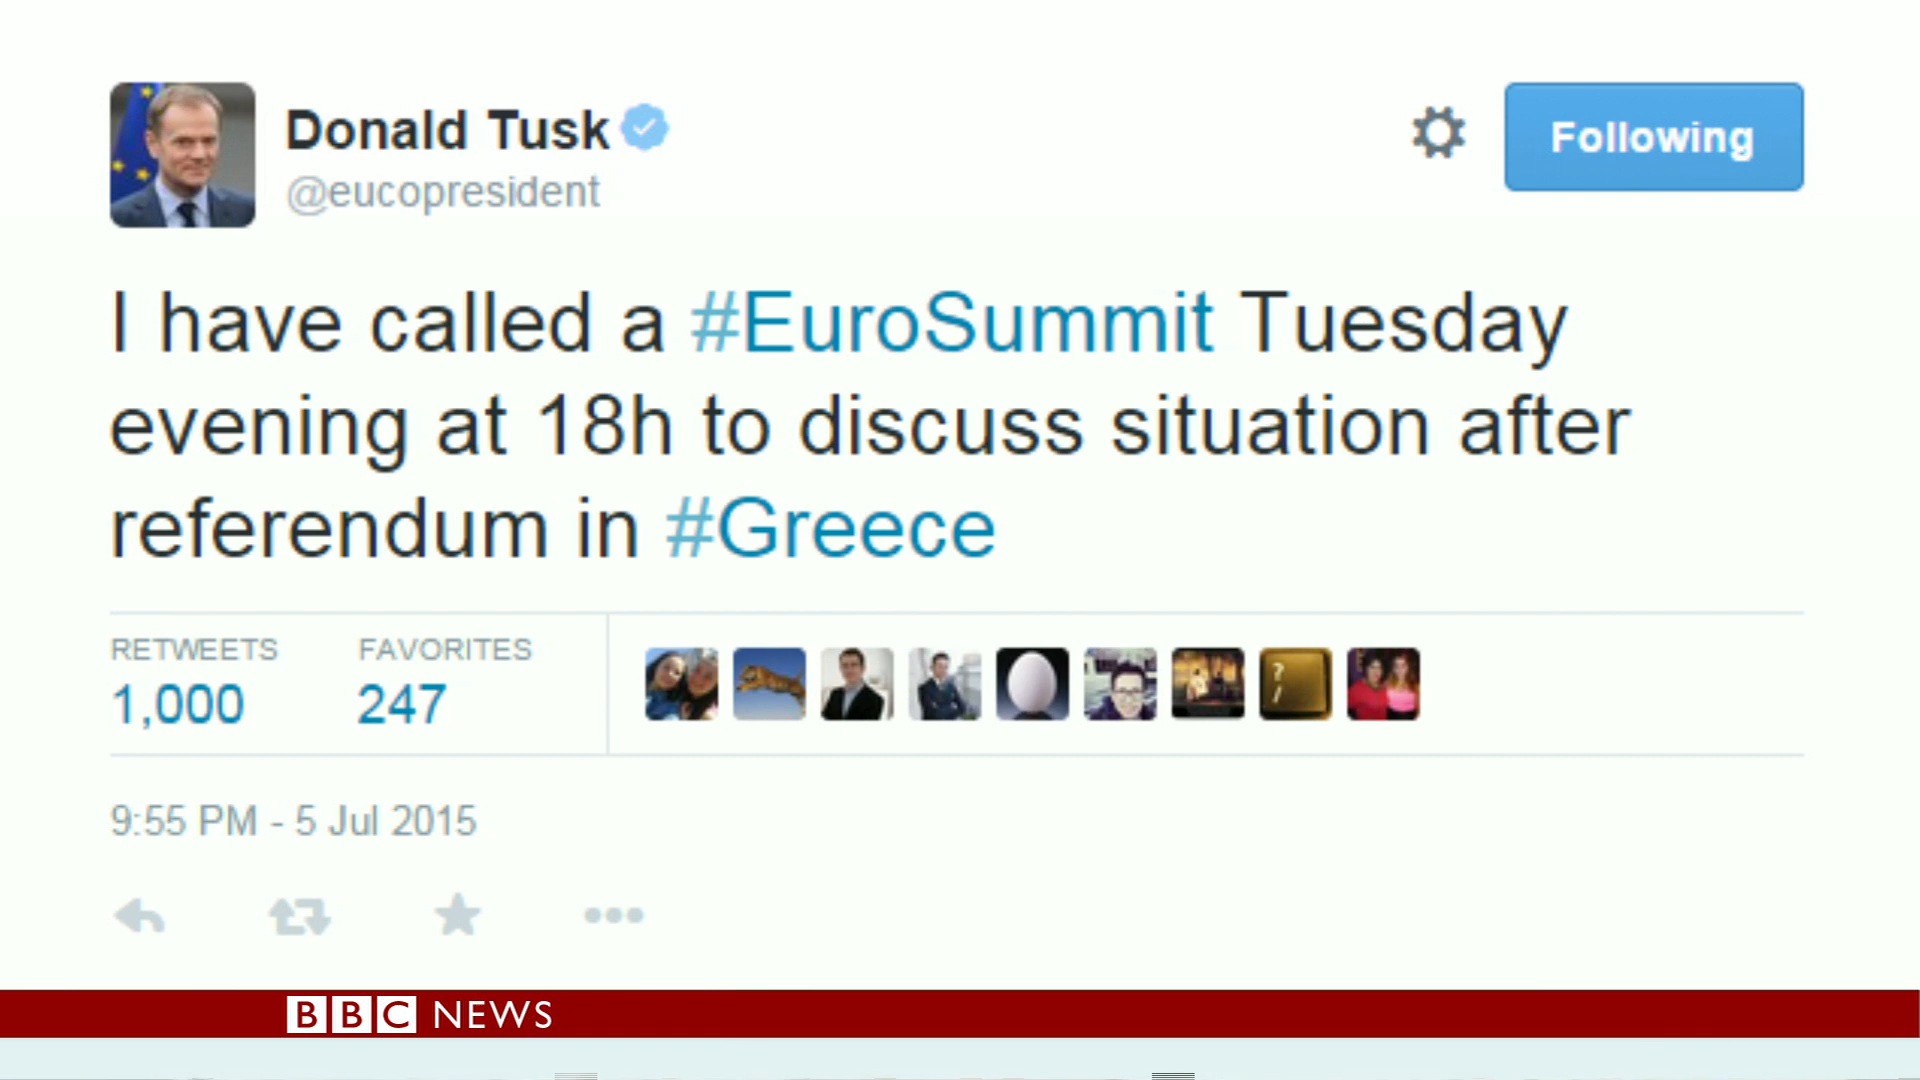 Donald Tusk
@eucopresident
Following
I have called a #EuroSummit Tuesday
evening at 18h to discuss situation after
referendum in #Greece
RETWEETS FAVORITES
1,000 247
? /
9:55 PM - 5 Jul 2015
BBC NEWS